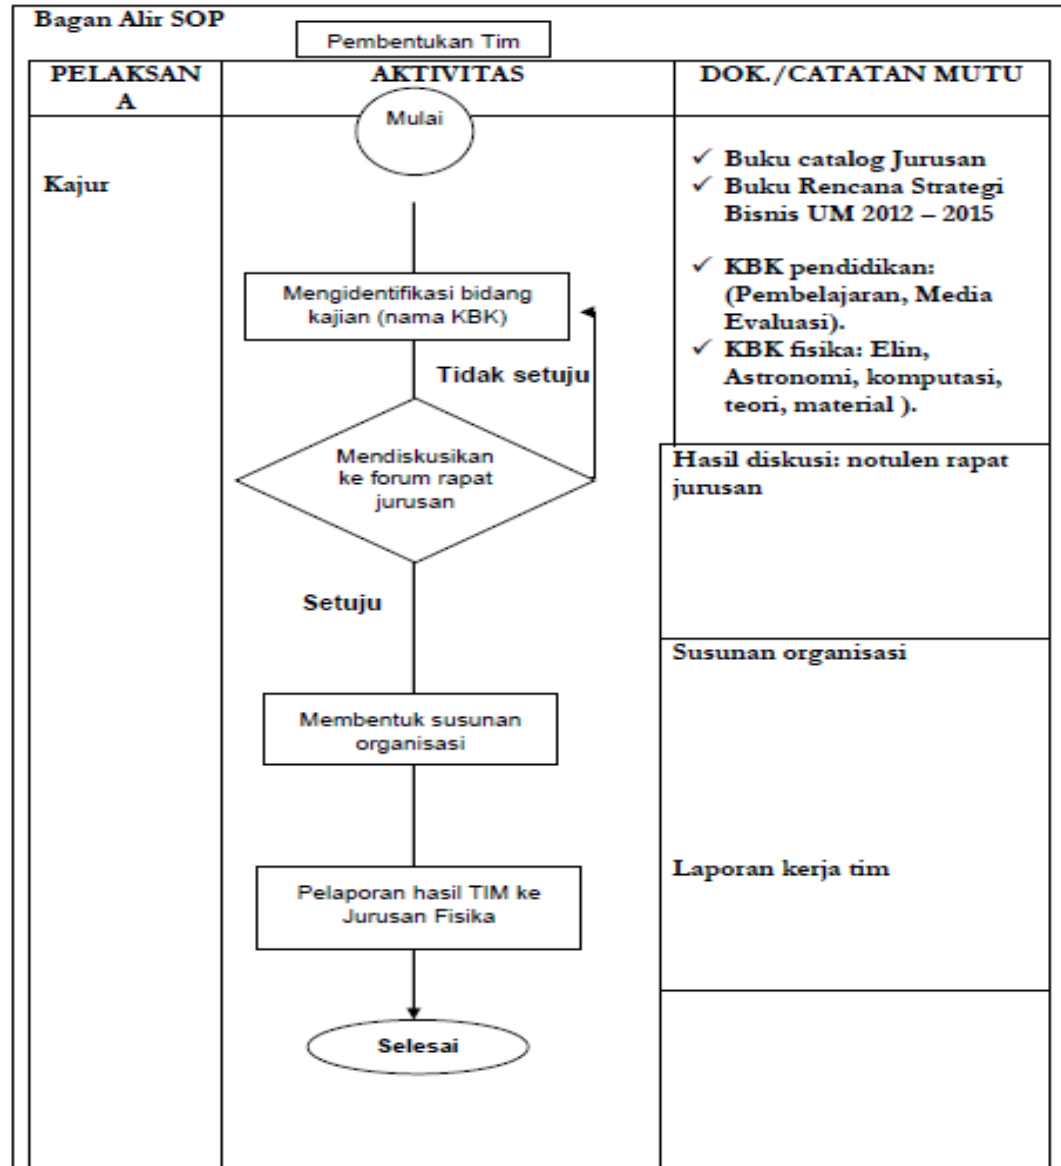 Bagan Alir SOP
Pembentukan Tim
PELAKSAN
A
AKTIVITAS
DOK./CATATAN MUTU
Mulai
Kajur
✓ Buku catalog Jurusan
✓ Buku Rencana Strategi
Bisnis UM 2012 – 2015
✓ KBK pendidikan:
(Pembelajaran, Media
Evaluasi).
✓ KBK fisika: Elin,
Astronomi, komputasi,
teori, material ).
Mengidentifikasi bidang
kajian (nama KBK)
Tidak setuju
Mendiskusikan
ke forum rapat
jurusan
Hasil diskusi: notulen rapat
jurusan
Setuju
Susunan organisasi
Membentuk susunan
organisasi
Laporan kerja tim
Pelaporan hasil TIM ke
Jurusan Fisika
Selesai